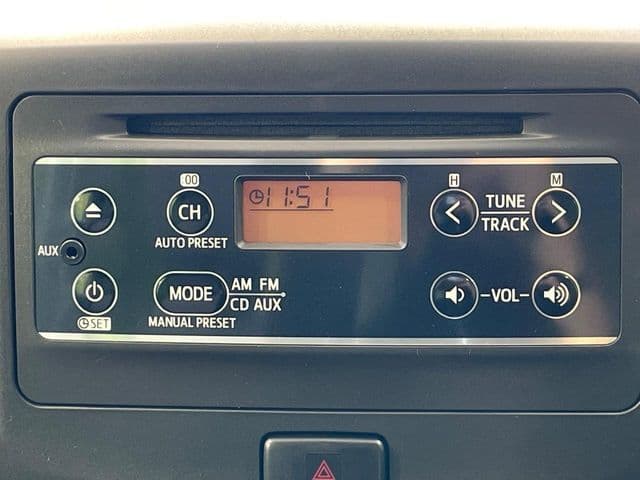 00
H
M
11:51
CH
TUNE
TRACK
AUTO PRESET
AUX
MODE
AM FM
CD AUX
-VOL-
SET
MANUAL PRESET